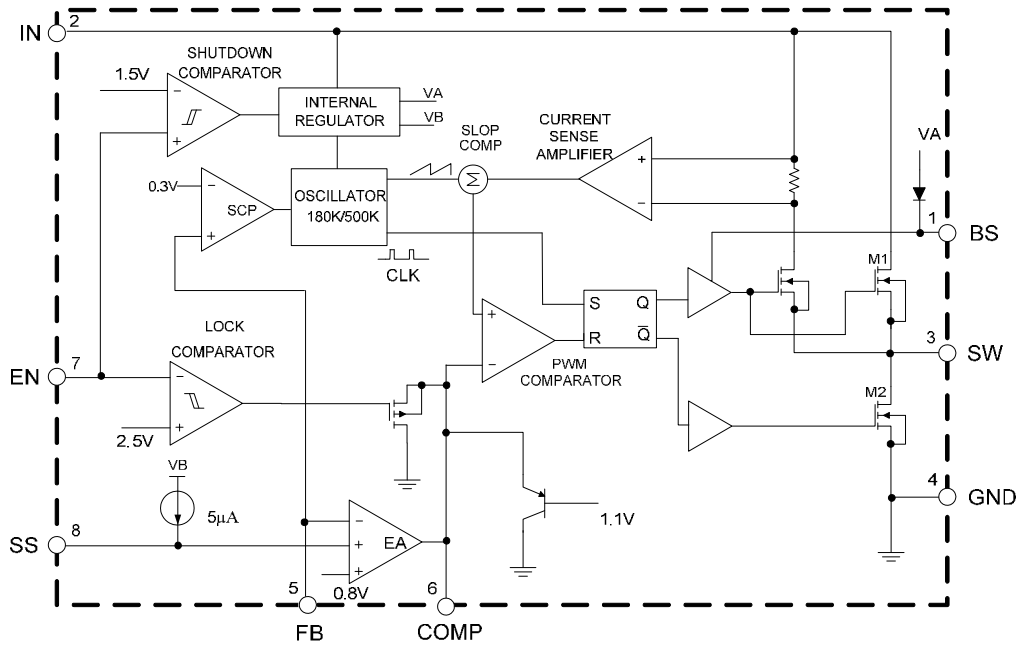 IN
2
SHUTDOWN
COMPARATOR
1.5V
−
+
INTERNAL
REGULATOR
VA
VB
SLOP
COMP
Σ
CURRENT
SENSE
AMPLIFIER
+
−
VA
1
BS
0.3V
−
+
SCP
OSCILLATOR
180K/500K
CLK
M1
S
Q
R
Q̅
+
−
PWM
COMPARATOR
3
SW
LOCK
COMPARATOR
EN
7
−
+
2.5V
M2
VB
5µA
SS
8
−
+
+
EA
0.8V
1.1V
4
GND
5
FB
6
COMP